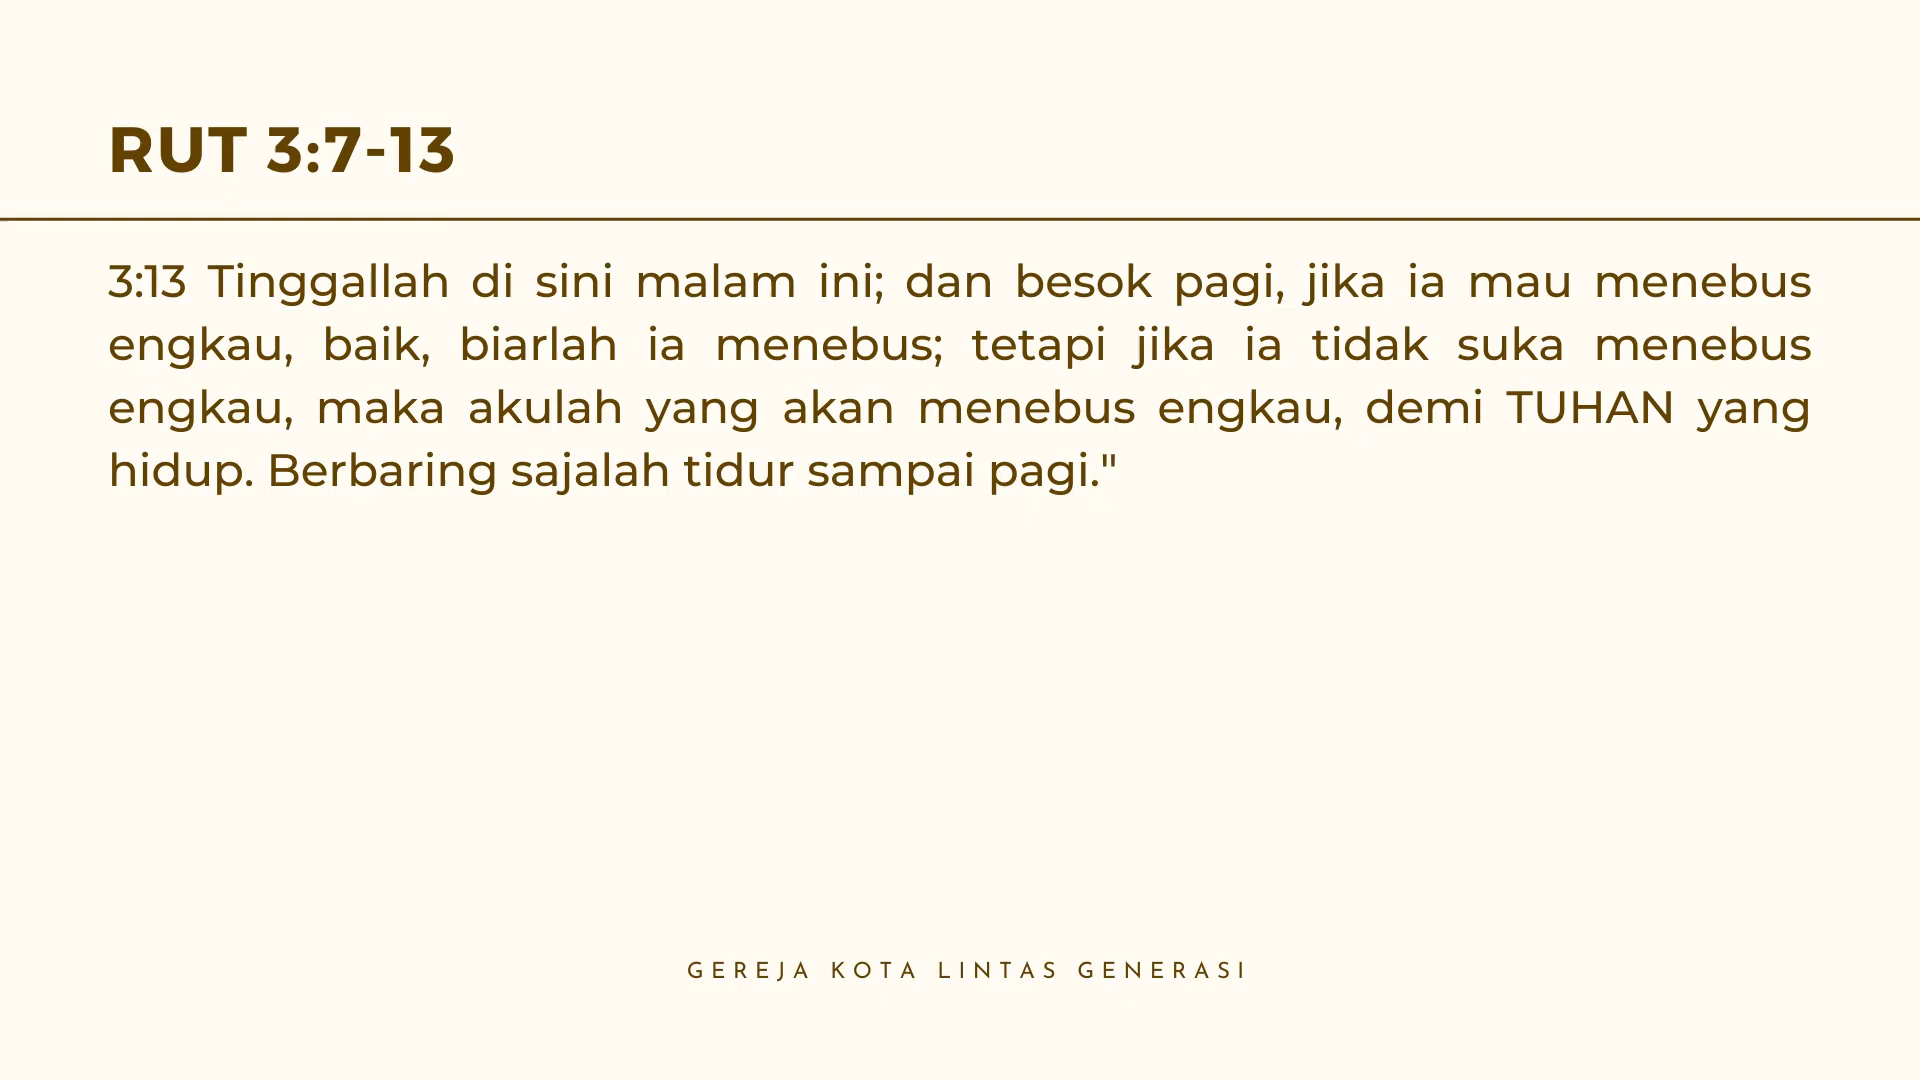 RUT 3:7-13
3:13 Tinggallah di sini malam ini; dan besok pagi, jika ia mau menebus
engkau, baik, biarlah ia menebus; tetapi jika ia tidak suka menebus
engkau, maka akulah yang akan menebus engkau, demi TUHAN yang
hidup. Berbaring sajalah tidur sampai pagi."
GEREJA KOTA LINTAS GENERASI